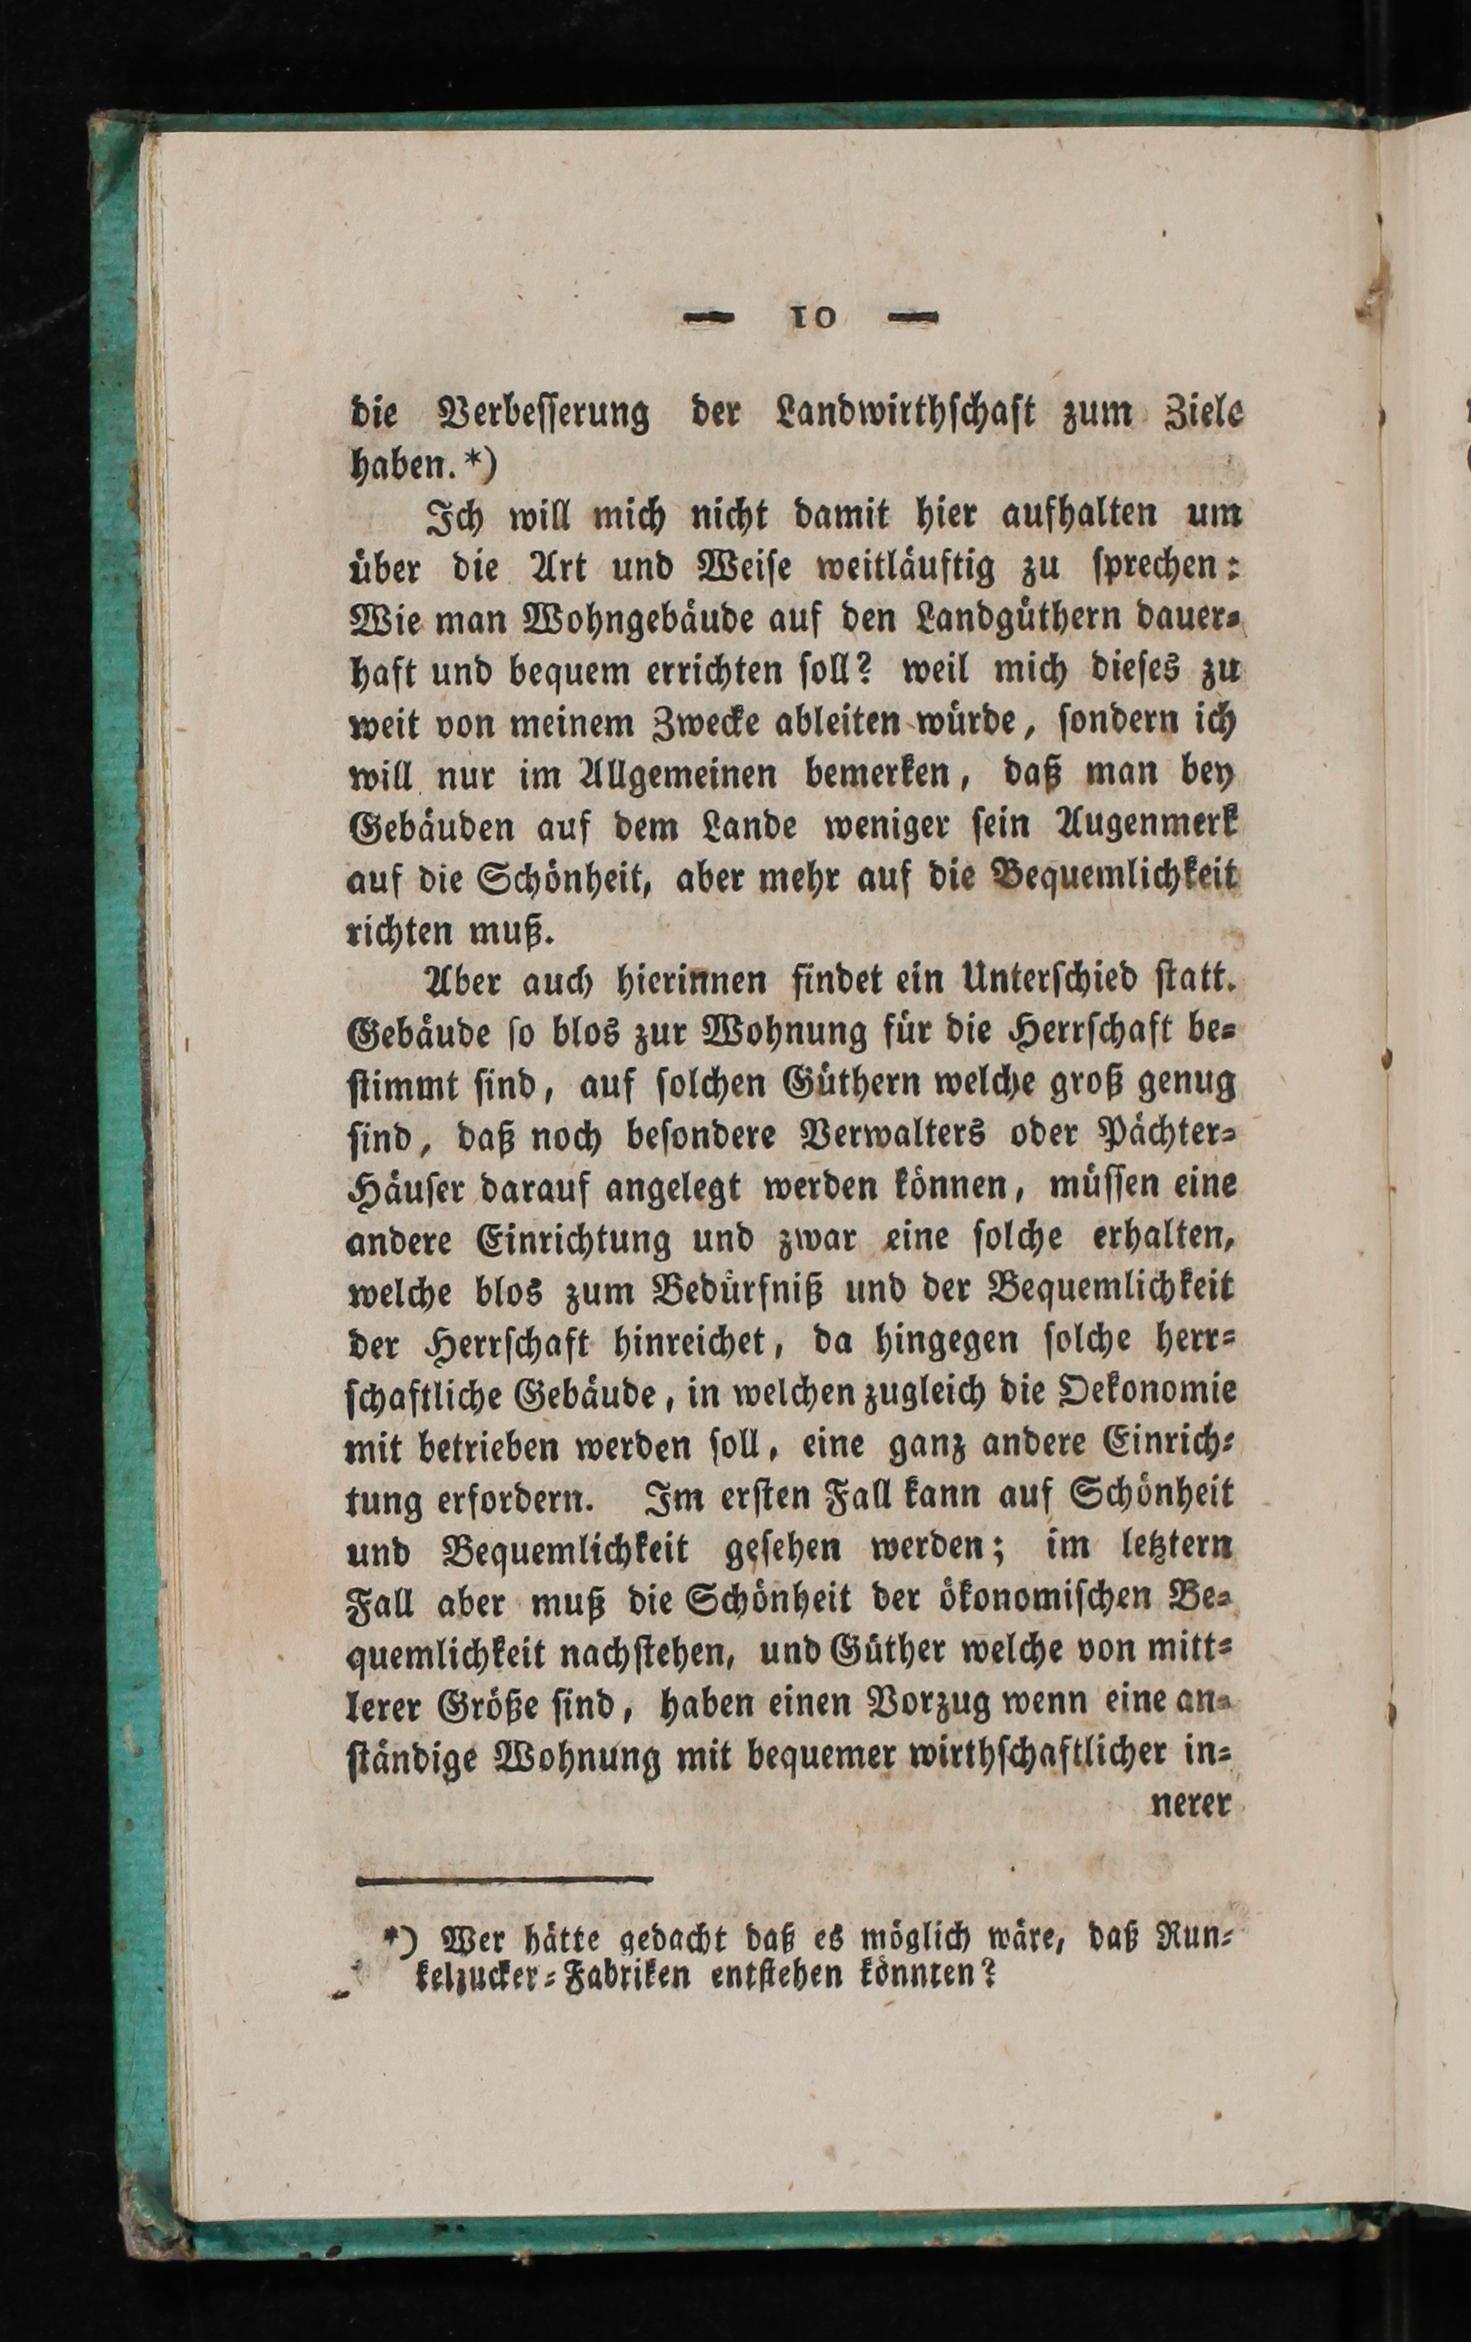 — 10 —
die Verbesserung der Landwirthschaft zum Ziele
haben. *)
Ich will mich nicht damit hier aufhalten um
über die Art und Weise weitläuftig zu sprechen:
Wie man Wohngebäude auf den Landgüthern dauer-
haft und bequem errichten soll? weil mich dieses zu
weit von meinem Zwecke ableiten würde, sondern ich
will nur im Allgemeinen bemerken, daß man bey
Gebäuden auf dem Lande weniger sein Augenmerk
auf die Schönheit, aber mehr auf die Bequemlichkeit
richten muß.
Aber auch hierinnen findet ein Unterschied statt.
Gebäude so blos zur Wohnung für die Herrschaft be-
stimmt sind, auf solchen Güthern welche groß genug
sind, daß noch besondere Verwalters oder Pächter-
Häuser darauf angelegt werden können, müssen eine
andere Einrichtung und zwar eine solche erhalten,
welche blos zum Bedürfniß und der Bequemlichkeit
der Herrschaft hinreichet, da hingegen solche herr-
schaftliche Gebäude, in welchen zugleich die Oekonomie
mit betrieben werden soll, eine ganz andere Einrich-
tung erfordern. Im ersten Fall kann auf Schönheit
und Bequemlichkeit gesehen werden; im letztern
Fall aber muß die Schönheit der ökonomischen Be-
quemlichkeit nachstehen, und Güther welche von mitt-
lerer Größe sind, haben einen Vorzug wenn eine an-
ständige Wohnung mit bequemer wirthschaftlicher in-
nerer
*) Wer hätte gedacht daß es möglich wäre, daß Run-
kelzucker-Fabriken entstehen könnten?